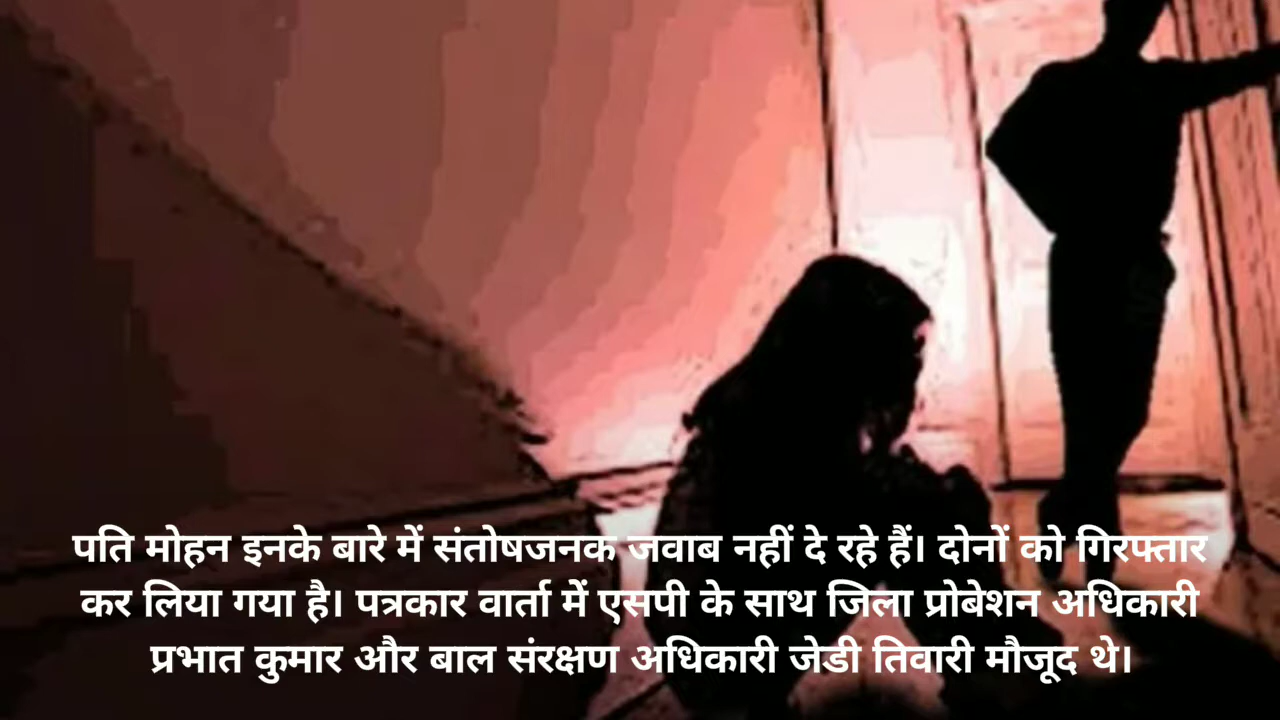 पति मोहन इनके बारे में संतोषजनक जवाब नहीं दे रहे हैं। दोनों को गिरफ्तार
कर लिया गया है। पत्रकार वार्ता में एसपी के साथ जिला प्रोबेशन अधिकारी
प्रभात कुमार और बाल संरक्षण अधिकारी जेडी तिवारी मौजूद थे।